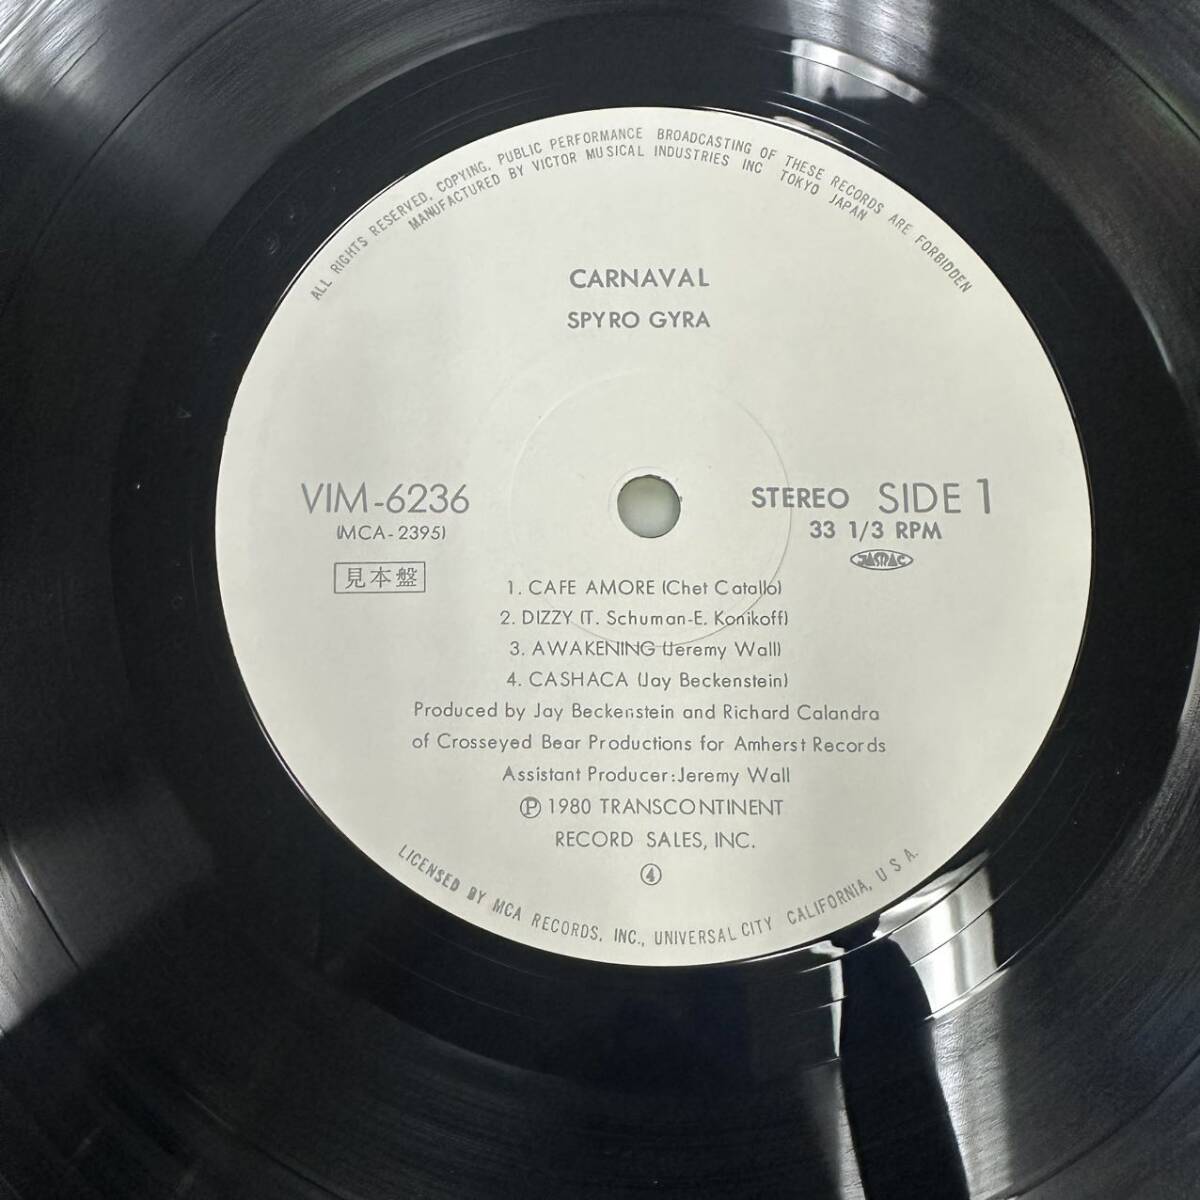 ALL RIGHTS RESERVED, COPYING, PUBLIC PERFORMANCE BROADCASTING OF THESE RECORDS ARE FORBIDDEN
MANUFACTURED BY VICTOR MUSICAL INDUSTRIES INC TOKYO JAPAN
CARNAVAL
SPYRO GYRA
VIM-6236
(MCA-2395)
見本盤
STEREO SIDE 1
33 1/3 RPM
JASRAC
1. CAFE AMORE (Chet Catallo)
2. DIZZY (T. Schuman-E. Konikoff)
3. AWAKENING (Jeremy Wall)
4. CASHACA (Jay Beckenstein)
Produced by Jay Beckenstein and Richard Calandra
of Crosseyed Bear Productions for Amherst Records
Assistant Producer:Jeremy Wall
Ⓟ 1980 TRANSCONTINENT
RECORD SALES, INC.
④
LICENSED BY MCA RECORDS, INC., UNIVERSAL CITY CALIFORNIA, U S A.